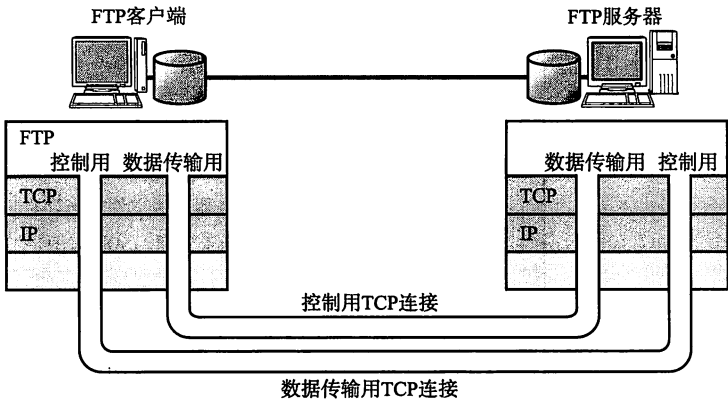 FTP客户端 FTP服务器
FTP
控制用 数据传输用 数据传输用 控制用
TCP TCP
IP IP
控制用TCP连接
数据传输用TCP连接